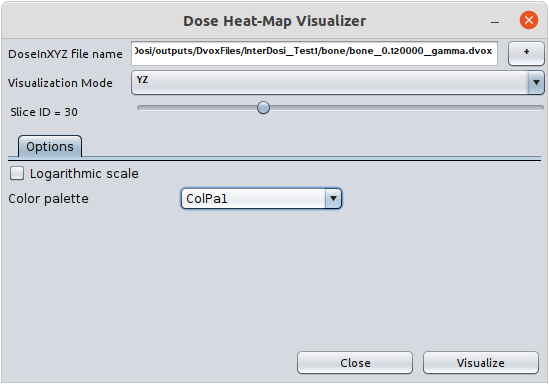 Dose Heat-Map Visualizer
DoseInXYZ file name
Dosi/outputs/DvoxFiles/InterDosi_Test1/bone/bone_0.120000_gamma.dvox
+
Visualization Mode
YZ
Slice ID = 30
Options
Logarithmic scale
Color palette
ColPal
Close
Visualize